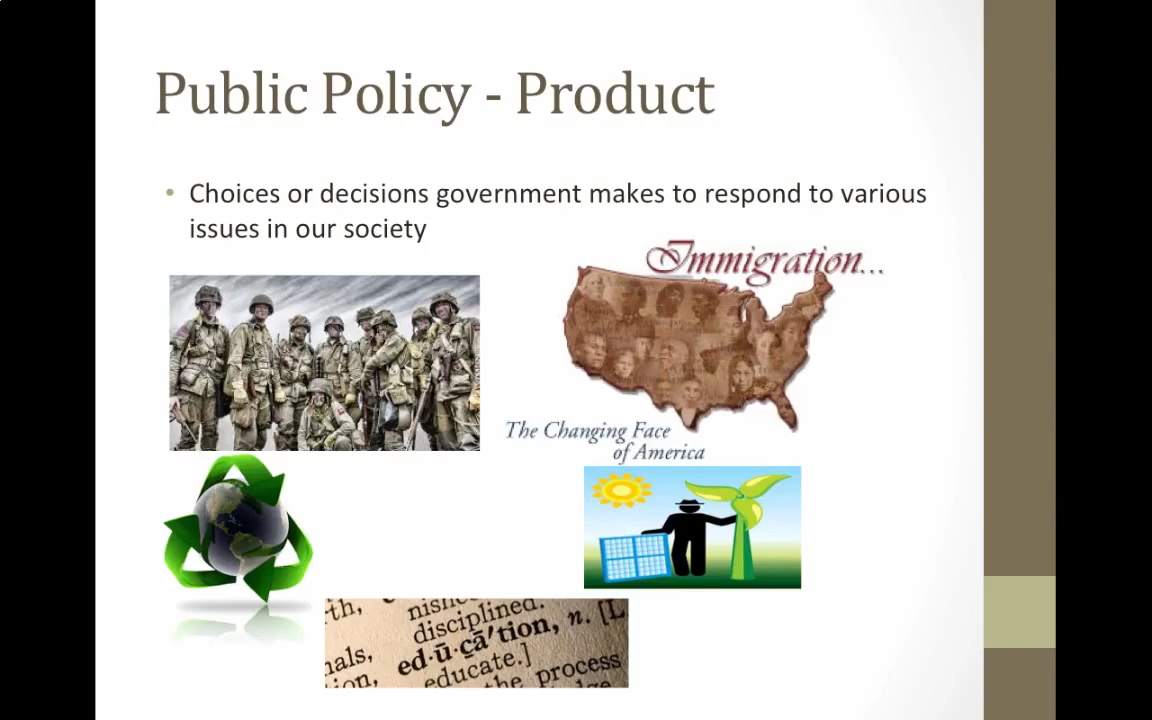 Public Policy - Product
• Choices or decisions government makes to respond to various
issues in our society
Immigration...
The Changing Face
of America
disciplined.
ed·ū·cā′tion, n. [L
educate.]
the process